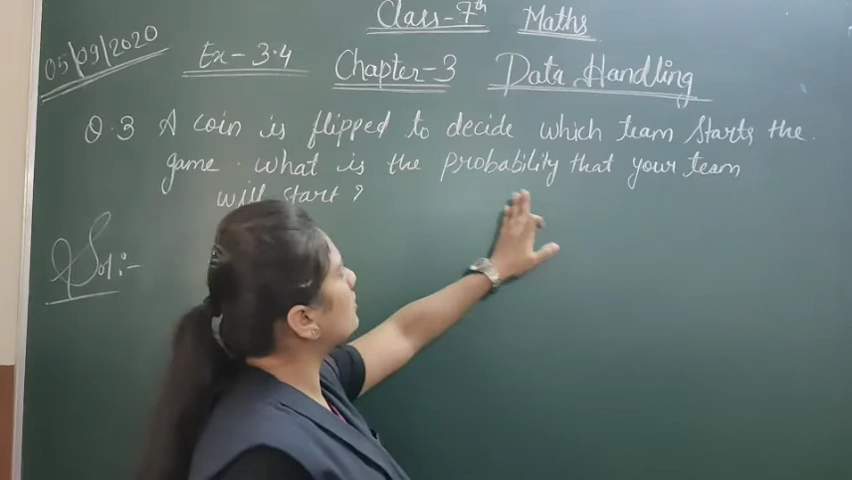 Class-7th Maths
05/09/2020 Ex-3.4 Chapter-3 Data Handling
Q.3 A coin is flipped to decide which team starts the
game. what is the probability that your team
will start?
Sol:-